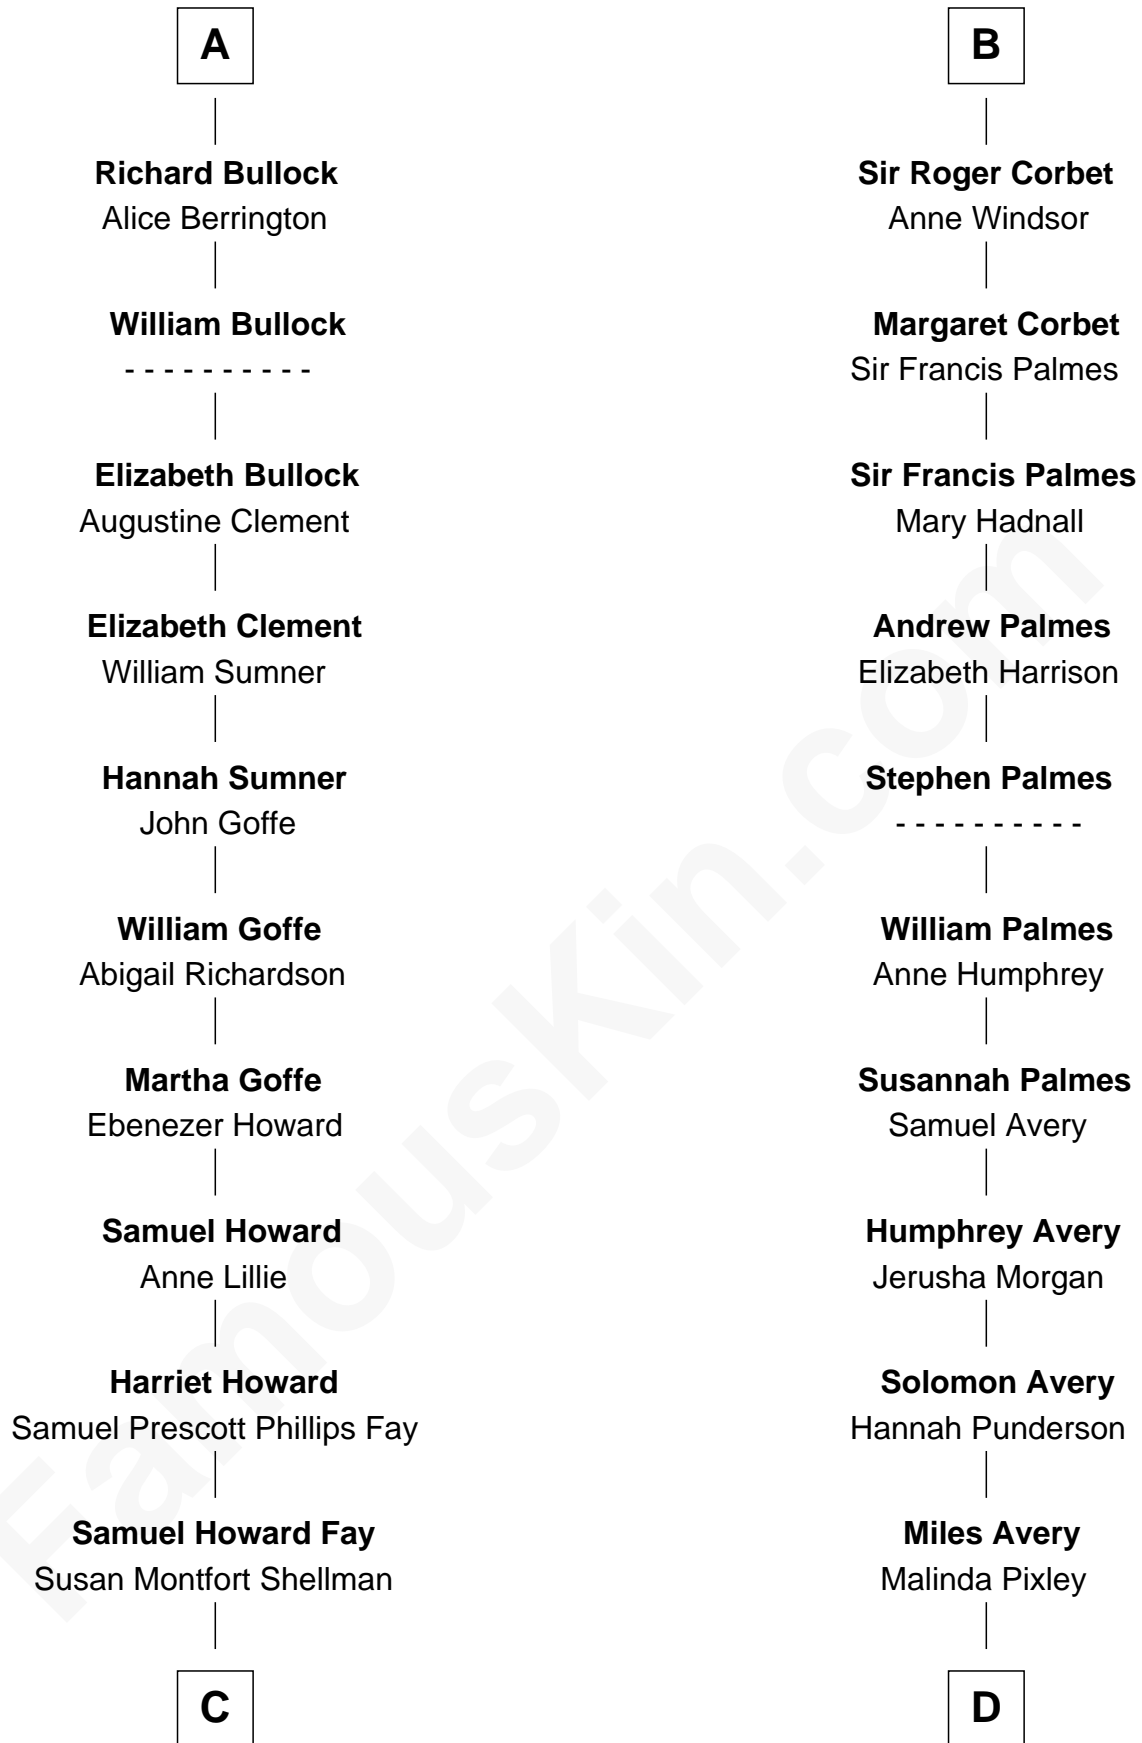 A
Richard Bullock
Alice Berrington
William Bullock
- - - - - - - - - -
Elizabeth Bullock
Augustine Clement
Elizabeth Clement
William Sumner
Hannah Sumner
John Goffe
William Goffe
Abigail Richardson
Martha Goffe
Ebenezer Howard
Samuel Howard
Anne Lillie
Harriet Howard
Samuel Prescott Phillips Fay
Samuel Howard Fay
Susan Montfort Shellman
C
B
Sir Roger Corbet
Anne Windsor
Margaret Corbet
Sir Francis Palmes
Sir Francis Palmes
Mary Hadnall
Andrew Palmes
Elizabeth Harrison
Stephen Palmes
- - - - - - - - - -
William Palmes
Anne Humphrey
Susannah Palmes
Samuel Avery
Humphrey Avery
Jerusha Morgan
Solomon Avery
Hannah Punderson
Miles Avery
Malinda Pixley
D
FamousKin.com